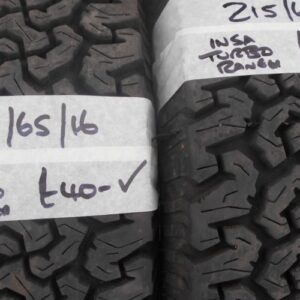 /65/16
£40-✓
215/
INSA
TURBO
RANGER